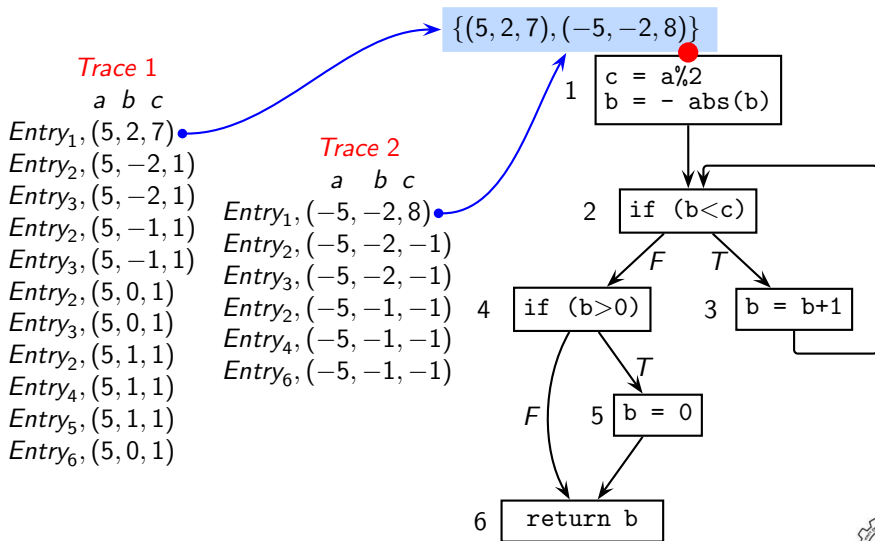 {(5, 2, 7), (−5, −2, 8)}
Trace 1
a b c
Entry₁, (5, 2, 7)
Entry₂, (5, −2, 1)
Entry₃, (5, −2, 1)
Entry₂, (5, −1, 1)
Entry₃, (5, −1, 1)
Entry₂, (5, 0, 1)
Entry₃, (5, 0, 1)
Entry₂, (5, 1, 1)
Entry₄, (5, 1, 1)
Entry₅, (5, 1, 1)
Entry₆, (5, 0, 1)
Trace 2
a b c
Entry₁, (−5, −2, 8)
Entry₂, (−5, −2, −1)
Entry₃, (−5, −2, −1)
Entry₂, (−5, −1, −1)
Entry₄, (−5, −1, −1)
Entry₆, (−5, −1, −1)
1
c = a%2
b = - abs(b)
2
if (b<c)
F
T
4
if (b>0)
3
b = b+1
T
F
5
b = 0
6
return b